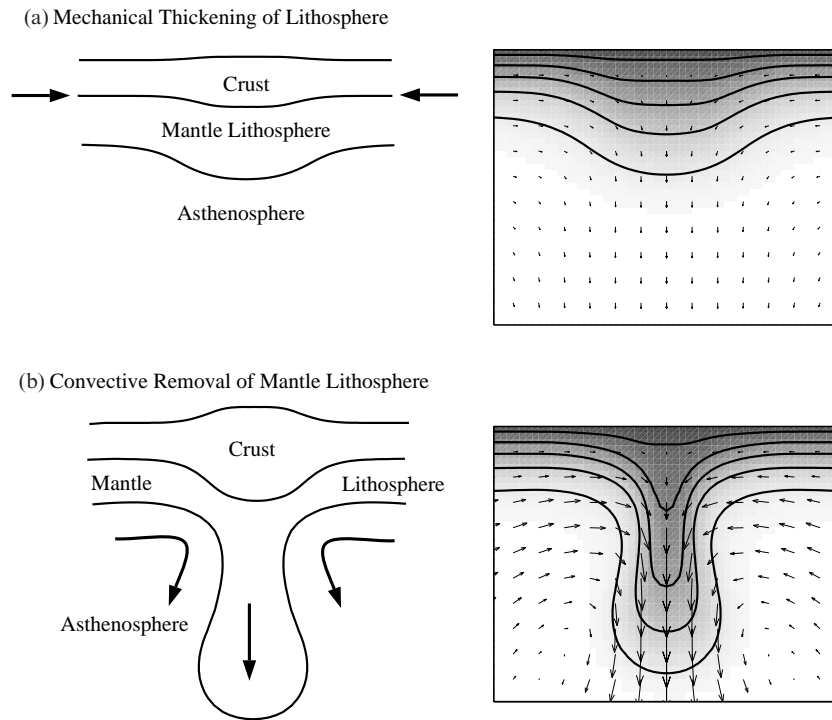 (a) Mechanical Thickening of Lithosphere
Crust
Mantle Lithosphere
Asthenosphere
(b) Convective Removal of Mantle Lithosphere
Crust
Mantle Lithosphere
Asthenosphere